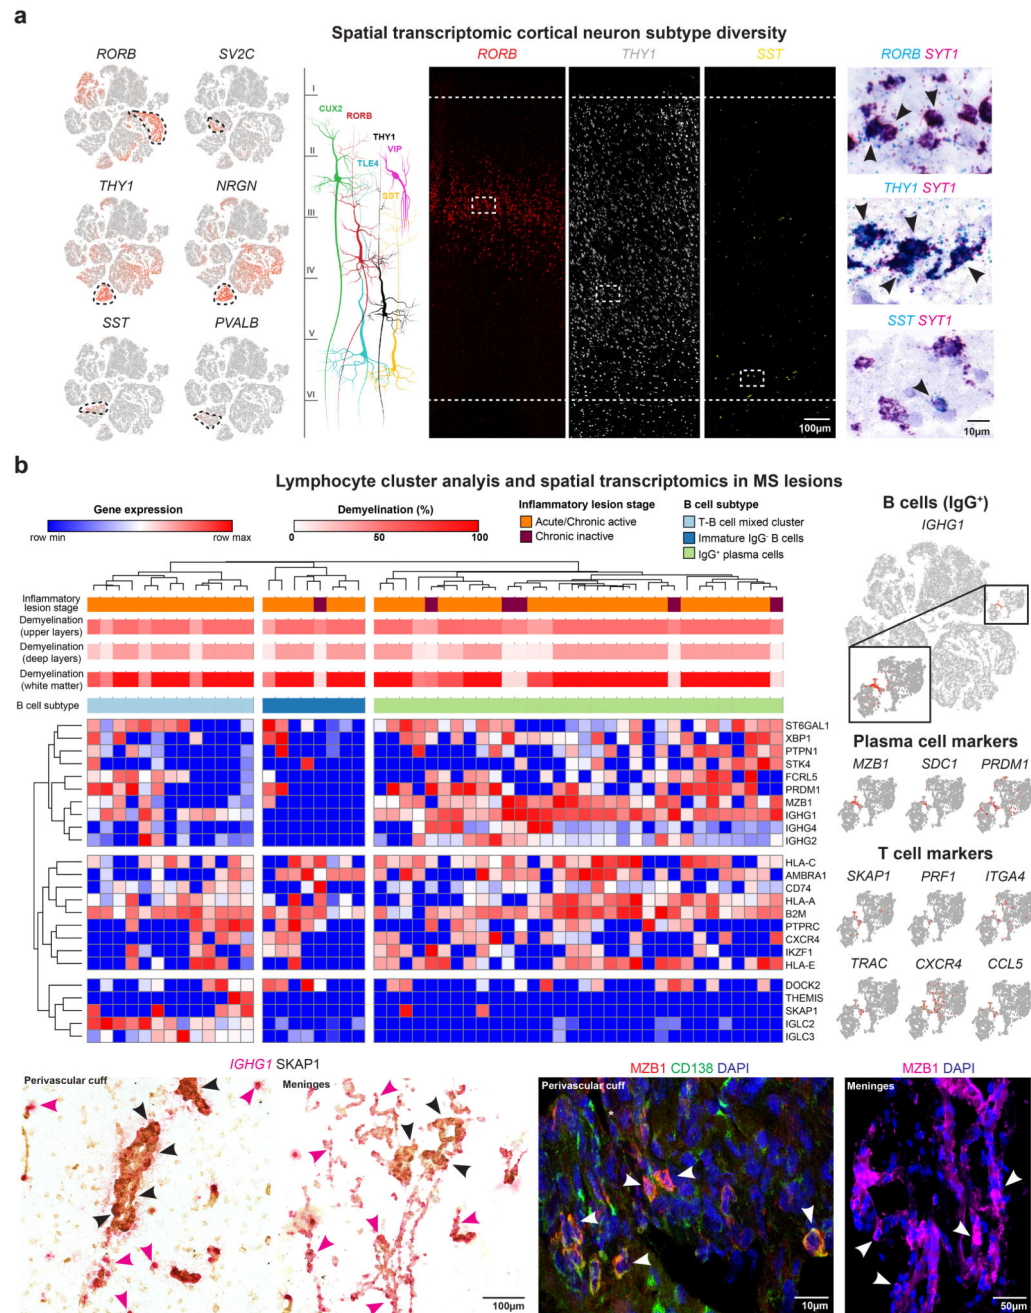 a
Spatial transcriptomic cortical neuron subtype diversity
RORB SV2C
THY1 NRGN
SST PVALB
I
II
III
IV
V
VI
CUX2
RORB
THY1
VIP
TLE4
SST
RORB THY1 SST
100µm
RORB SYT1
THY1 SYT1
SST SYT1
10µm
b
Lymphocyte cluster analyis and spatial transcriptomics in MS lesions
Gene expression
row min row max
Demyelination (%)
0 50 100
Inflammatory lesion stage
Acute/Chronic active
Chronic inactive
B cell subtype
T-B cell mixed cluster
Immature IgG⁻ B cells
IgG⁺ plasma cells
Inflammatory
lesion stage
Demyelination
(upper layers)
Demyelination
(deep layers)
Demyelination
(white matter)
B cell subtype
ST6GAL1
XBP1
PTPN1
STK4
FCRL5
PRDM1
MZB1
IGHG1
IGHG4
IGHG2
HLA-C
AMBRA1
CD74
HLA-A
B2M
PTPRC
CXCR4
IKZF1
HLA-E
DOCK2
THEMIS
SKAP1
IGLC2
IGLC3
B cells (IgG⁺)
IGHG1
Plasma cell markers
MZB1 SDC1 PRDM1
T cell markers
SKAP1 PRF1 ITGA4
TRAC CXCR4 CCL5
IGHG1 SKAP1
Perivascular cuff
Meninges
100µm
MZB1 CD138 DAPI
Perivascular cuff
*
10µm
MZB1 DAPI
Meninges
50µm